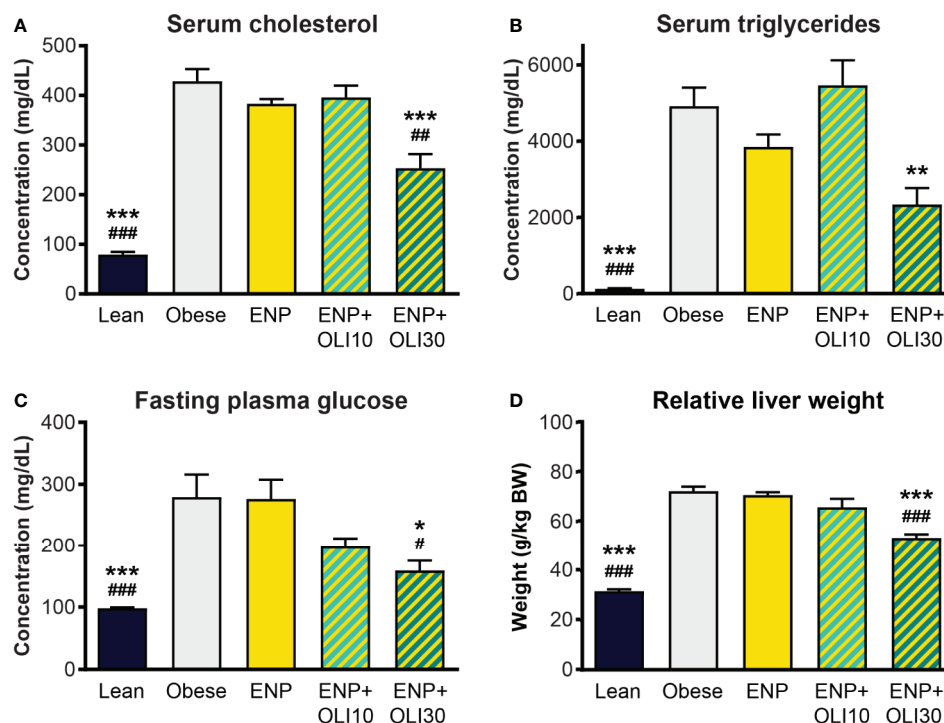 A Serum cholesterol
Concentration (mg/dL)
500
400
300
200
100
0
***
###
***
##
Lean Obese ENP ENP+ ENP+
OLI10 OLI30
B Serum triglycerides
Concentration (mg/dL)
6000
4000
2000
0
***
###
**
Lean Obese ENP ENP+ ENP+
OLI10 OLI30
C Fasting plasma glucose
Concentration (mg/dL)
400
300
200
100
0
***
###
*
#
Lean Obese ENP ENP+ ENP+
OLI10 OLI30
D Relative liver weight
Weight (g/kg BW)
100
80
60
40
20
0
***
###
***
###
Lean Obese ENP ENP+ ENP+
OLI10 OLI30